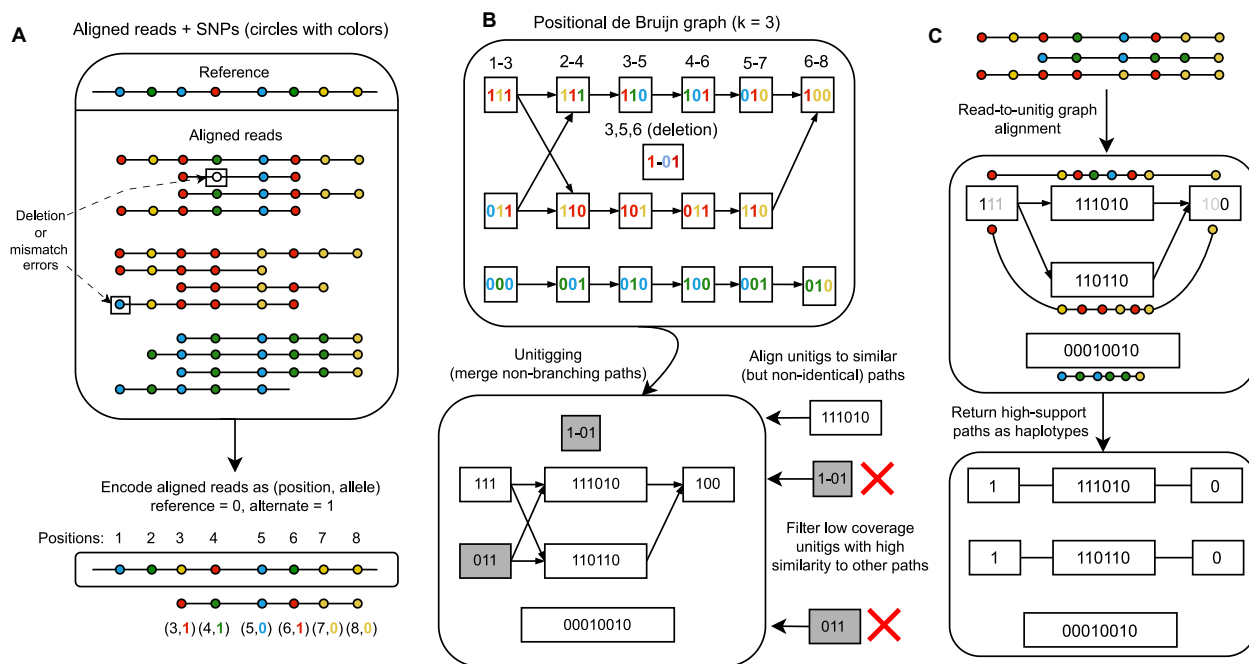 A
Aligned reads + SNPs (circles with colors)
Reference
Aligned reads
Deletion
or
mismatch
errors
Encode aligned reads as (position, allele)
reference = 0, alternate = 1
Positions: 1 2 3 4 5 6 7 8
(3,1) (4,1) (5,0) (6,1) (7,0) (8,0)
B
Positional de Bruijn graph (k = 3)
1-3 2-4 3-5 4-6 5-7 6-8
111 111 110 101 010 100
3,5,6 (deletion)
1-01
011 110 101 011 110
000 001 010 100 001 010
Unitigging
(merge non-branching paths)
Align unitigs to similar
(but non-identical) paths
1-01
111010
111 111010 100
1-01
Filter low coverage
unitigs with high
similarity to other paths
011 110110
00010010
011
C
Read-to-unitig graph
alignment
111 111010 100
110110
00010010
Return high-support
paths as haplotypes
1 111010 0
1 110110 0
00010010